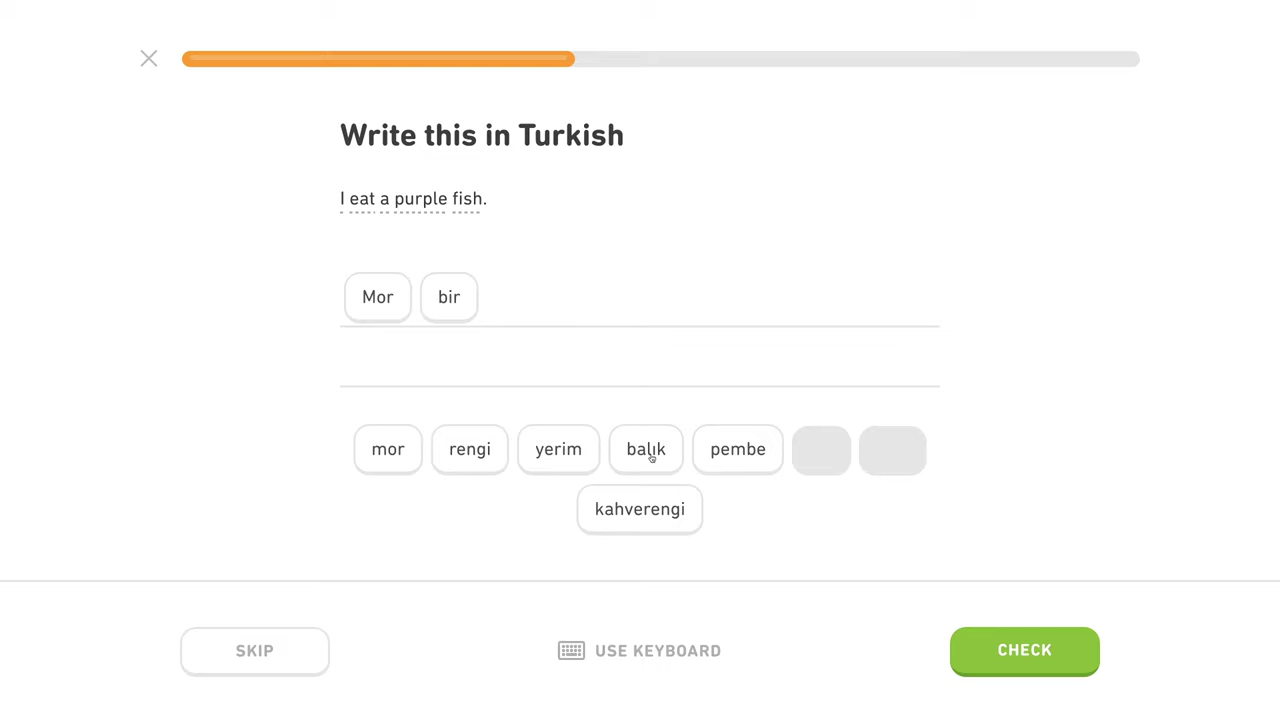 Write this in Turkish
I eat a purple fish.
Mor bir
mor rengi yerim balık pembe
kahverengi
SKIP USE KEYBOARD CHECK